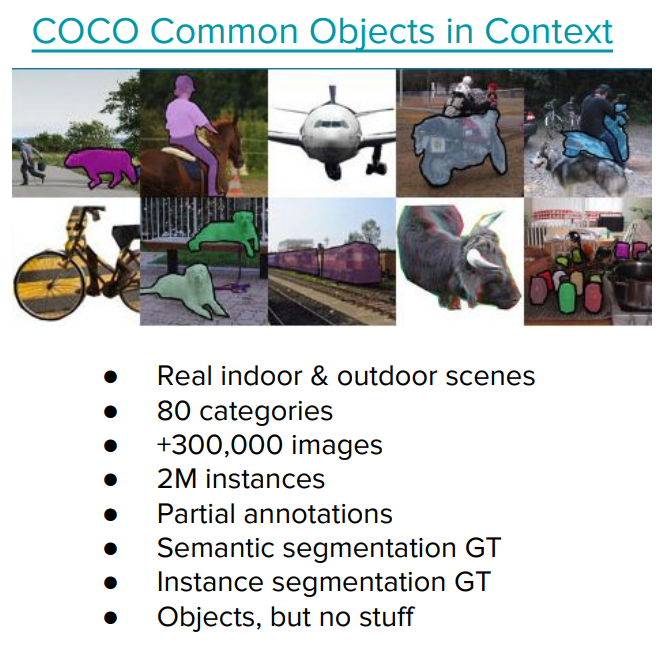 COCO Common Objects in Context
● Real indoor & outdoor scenes
● 80 categories
● +300,000 images
● 2M instances
● Partial annotations
● Semantic segmentation GT
● Instance segmentation GT
● Objects, but no stuff